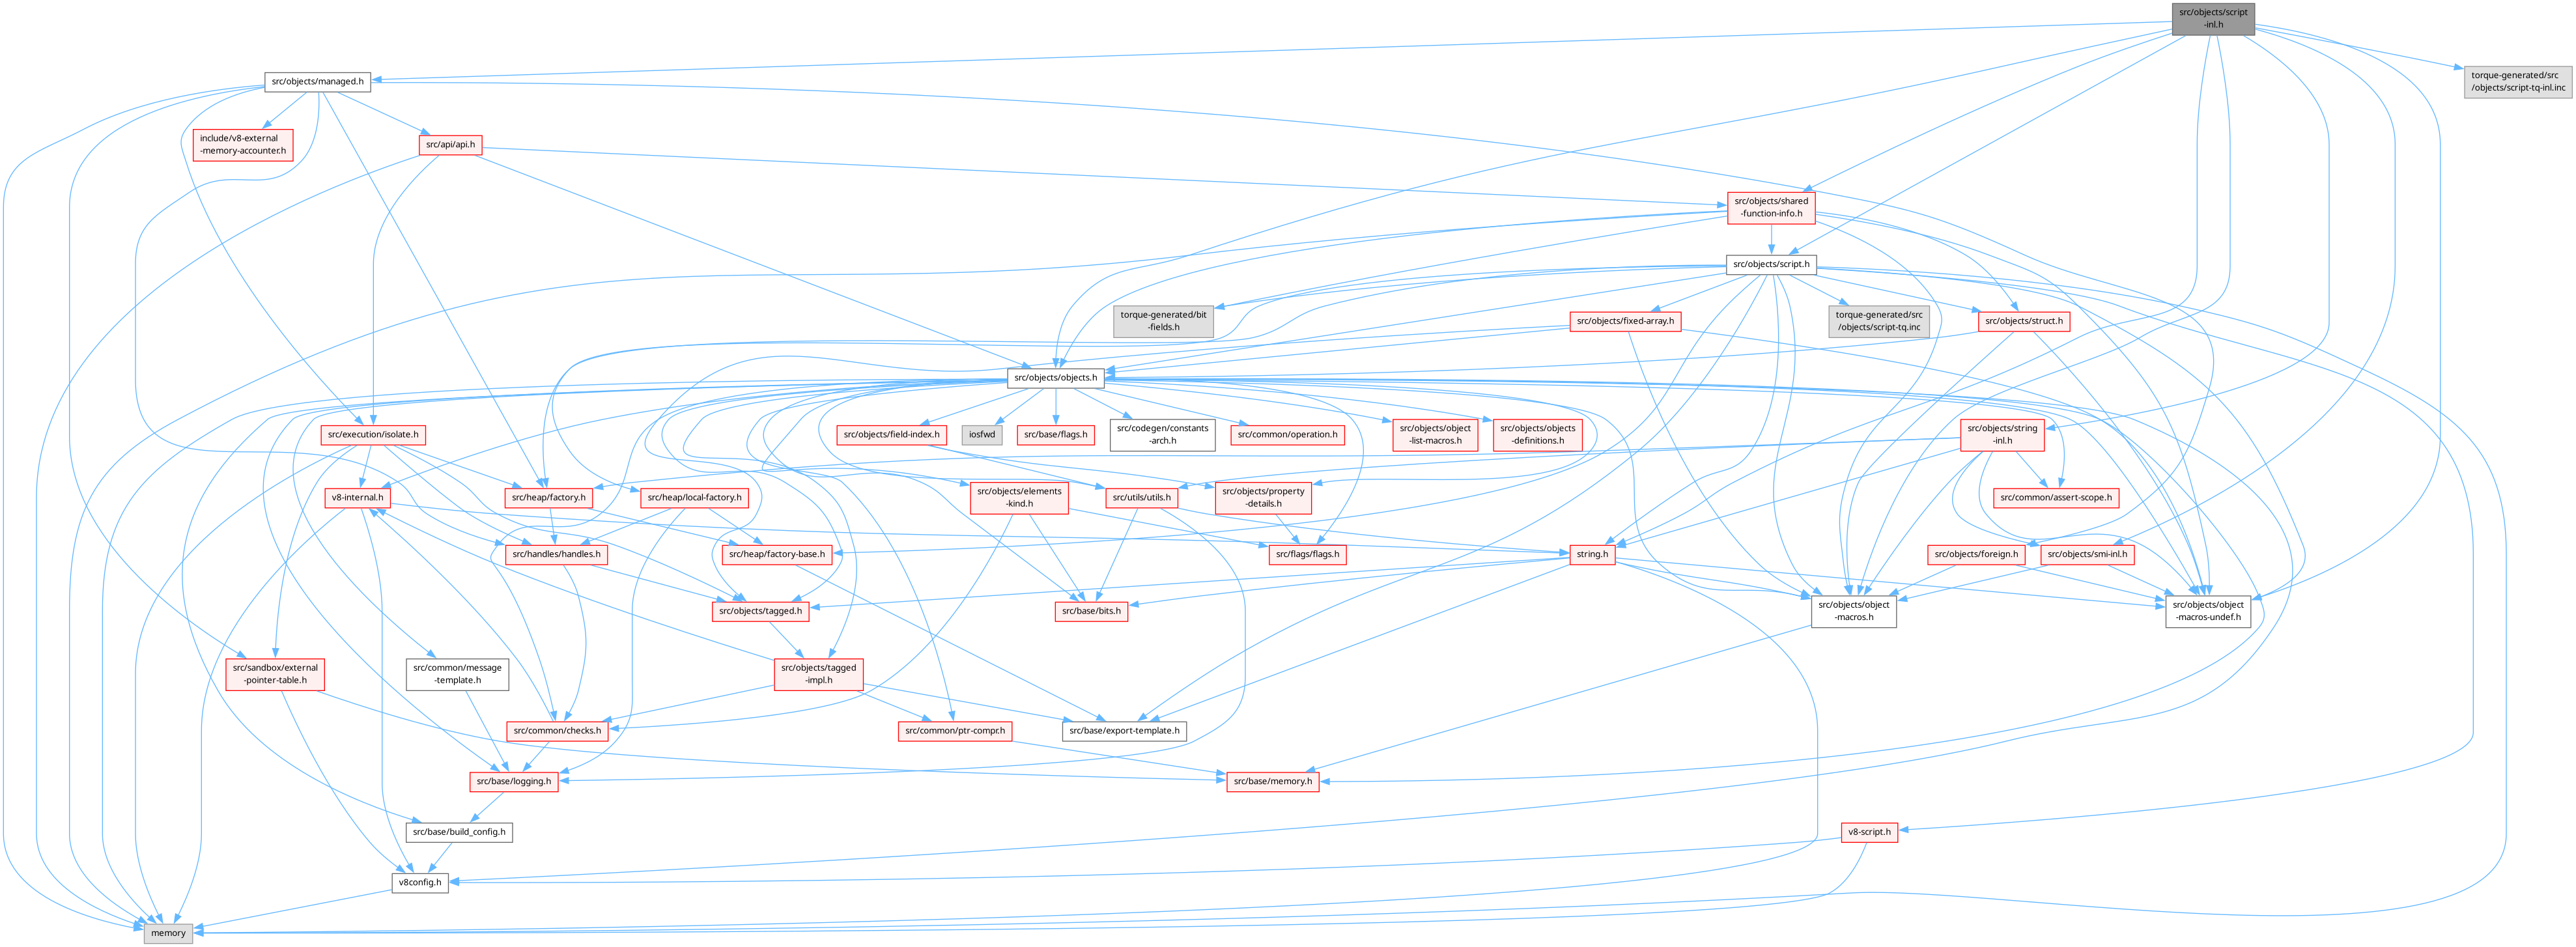 src/objects/script
-inl.h
src/objects/managed.h
torque-generated/src
/objects/script-tq-inl.inc
include/v8-external
-memory-accounter.h
src/api/api.h
src/objects/shared
-function-info.h
src/objects/script.h
torque-generated/bit
-fields.h
src/objects/fixed-array.h
torque-generated/src
/objects/script-tq.inc
src/objects/struct.h
src/objects/objects.h
src/execution/isolate.h
src/objects/field-index.h
iosfwd
src/base/flags.h
src/codegen/constants
-arch.h
src/common/operation.h
src/objects/object
-list-macros.h
src/objects/objects
-definitions.h
src/objects/string
-inl.h
v8-internal.h
src/heap/factory.h
src/heap/local-factory.h
src/objects/elements
-kind.h
src/utils/utils.h
src/objects/property
-details.h
src/common/assert-scope.h
src/handles/handles.h
src/heap/factory-base.h
src/flags/flags.h
string.h
src/objects/foreign.h
src/objects/smi-inl.h
src/objects/tagged.h
src/base/bits.h
src/objects/object
-macros.h
src/objects/object
-macros-undef.h
src/sandbox/external
-pointer-table.h
src/common/message
-template.h
src/objects/tagged
-impl.h
src/common/checks.h
src/common/ptr-compr.h
src/base/export-template.h
src/base/logging.h
src/base/memory.h
src/base/build_config.h
v8-script.h
v8config.h
memory